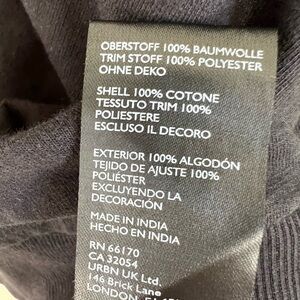 OBERSTOFF 100% BAUMWOLLE
TRIM STOFF 100% POLYESTER
OHNE DEKO
SHELL 100% COTONE
TESSUTO TRIM 100%
POLIESTERE
ESCLUSO IL DECORO
EXTERIOR 100% ALGODÓN
TEJIDO DE AJUSTE 100%
POLIÉSTER
EXCLUYENDO LA
DECORACIÓN
MADE IN INDIA
HECHO EN INDIA
RN 66170
CA 32054
URBN UK Ltd.
146 Brick Lane
LONDON,